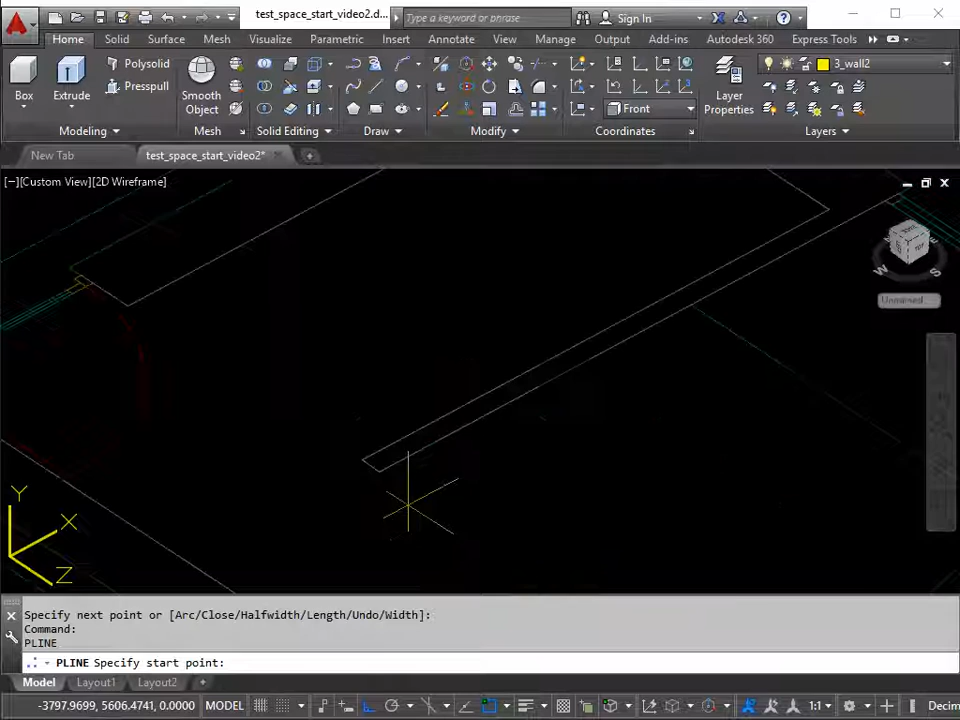 test_space_start_video2.d...
Type a keyword or phrase
Sign In
Home Solid Surface Mesh Visualize Parametric Insert Annotate View Manage Output Add-ins Autodesk 360 Express Tools
Polysolid
Presspull
Box
Extrude
Smooth
Object
Front
Layer
Properties
3_wall2
Modeling
Mesh
Solid Editing
Draw
Modify
Coordinates
Layers
New Tab
test_space_start_video2*
[−][Custom View][2D Wireframe]
W
S
Unnamed
Y
X
Z
Specify next point or [Arc/Close/Halfwidth/Length/Undo/Width]:
Command:
PLINE
PLINE Specify start point:
Model Layout1 Layout2 +
-3797.9699, 5606.4741, 0.0000 MODEL
1:1
Decim